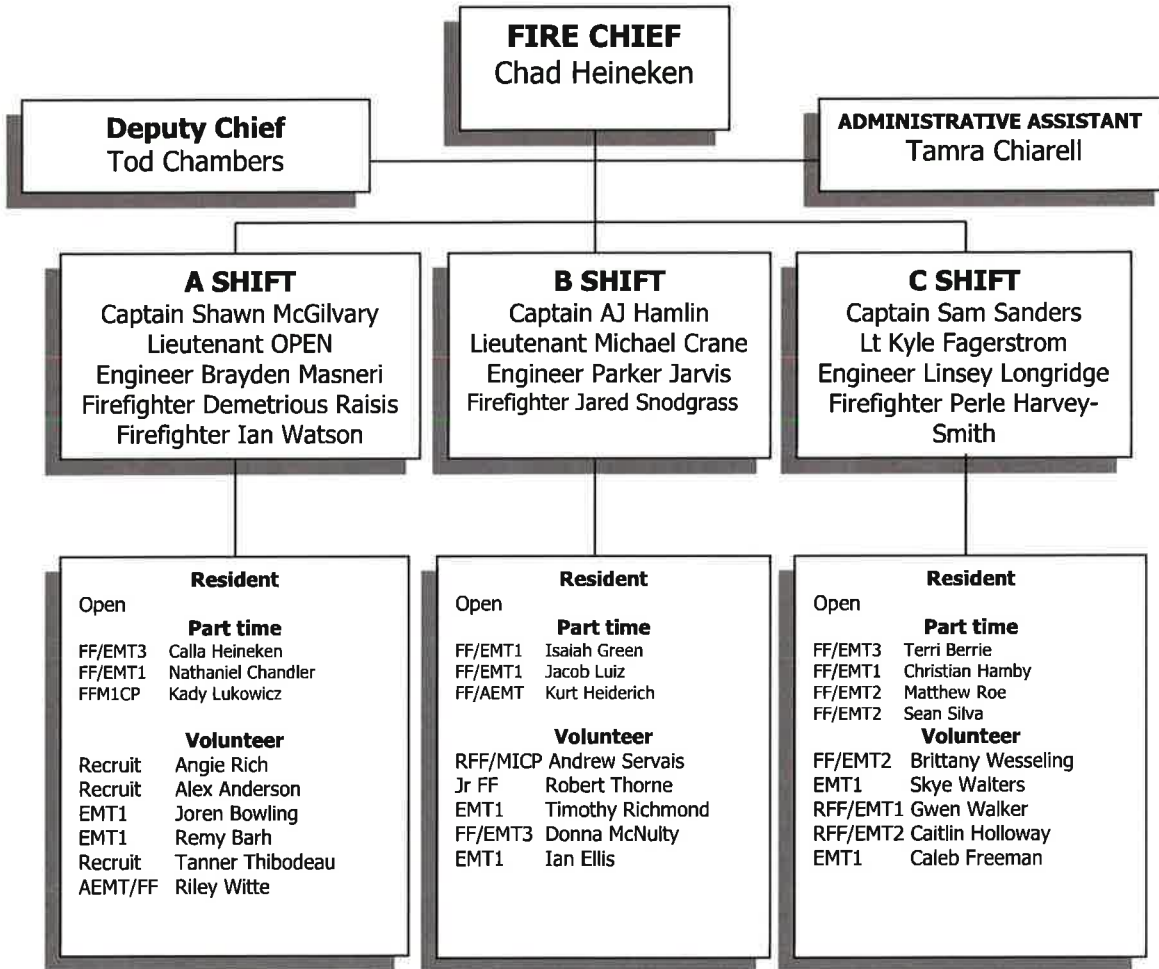 FIRE CHIEF
Chad Heineken
Deputy Chief
Tod Chambers
ADMINISTRATIVE ASSISTANT
Tamra Chiarell
A SHIFT
Captain Shawn McGilvary
Lieutenant OPEN
Engineer Brayden Masneri
Firefighter Demetrious Raisis
Firefighter Ian Watson
B SHIFT
Captain AJ Hamlin
Lieutenant Michael Crane
Engineer Parker Jarvis
Firefighter Jared Snodgrass
C SHIFT
Captain Sam Sanders
Lt Kyle Fagerstrom
Engineer Linsey Longridge
Firefighter Perle Harvey-
Smith
Resident
Open
Part time
FF/EMT3 Calla Heineken
FF/EMT1 Nathaniel Chandler
FFM1CP Kady Lukowicz
Volunteer
Recruit Angie Rich
Recruit Alex Anderson
EMT1 Joren Bowling
EMT1 Remy Barh
Recruit Tanner Thibodeau
AEMT/FF Riley Witte
Resident
Open
Part time
FF/EMT1 Isaiah Green
FF/EMT1 Jacob Luiz
FF/AEMT Kurt Heiderich
Volunteer
RFF/MICP Andrew Servais
Jr FF Robert Thorne
EMT1 Timothy Richmond
FF/EMT3 Donna McNulty
EMT1 Ian Ellis
Resident
Open
Part time
FF/EMT3 Terri Berrie
FF/EMT1 Christian Hamby
FF/EMT2 Matthew Roe
FF/EMT2 Sean Silva
Volunteer
FF/EMT2 Brittany Wesseling
EMT1 Skye Walters
RFF/EMT1 Gwen Walker
RFF/EMT2 Caitlin Holloway
EMT1 Caleb Freeman